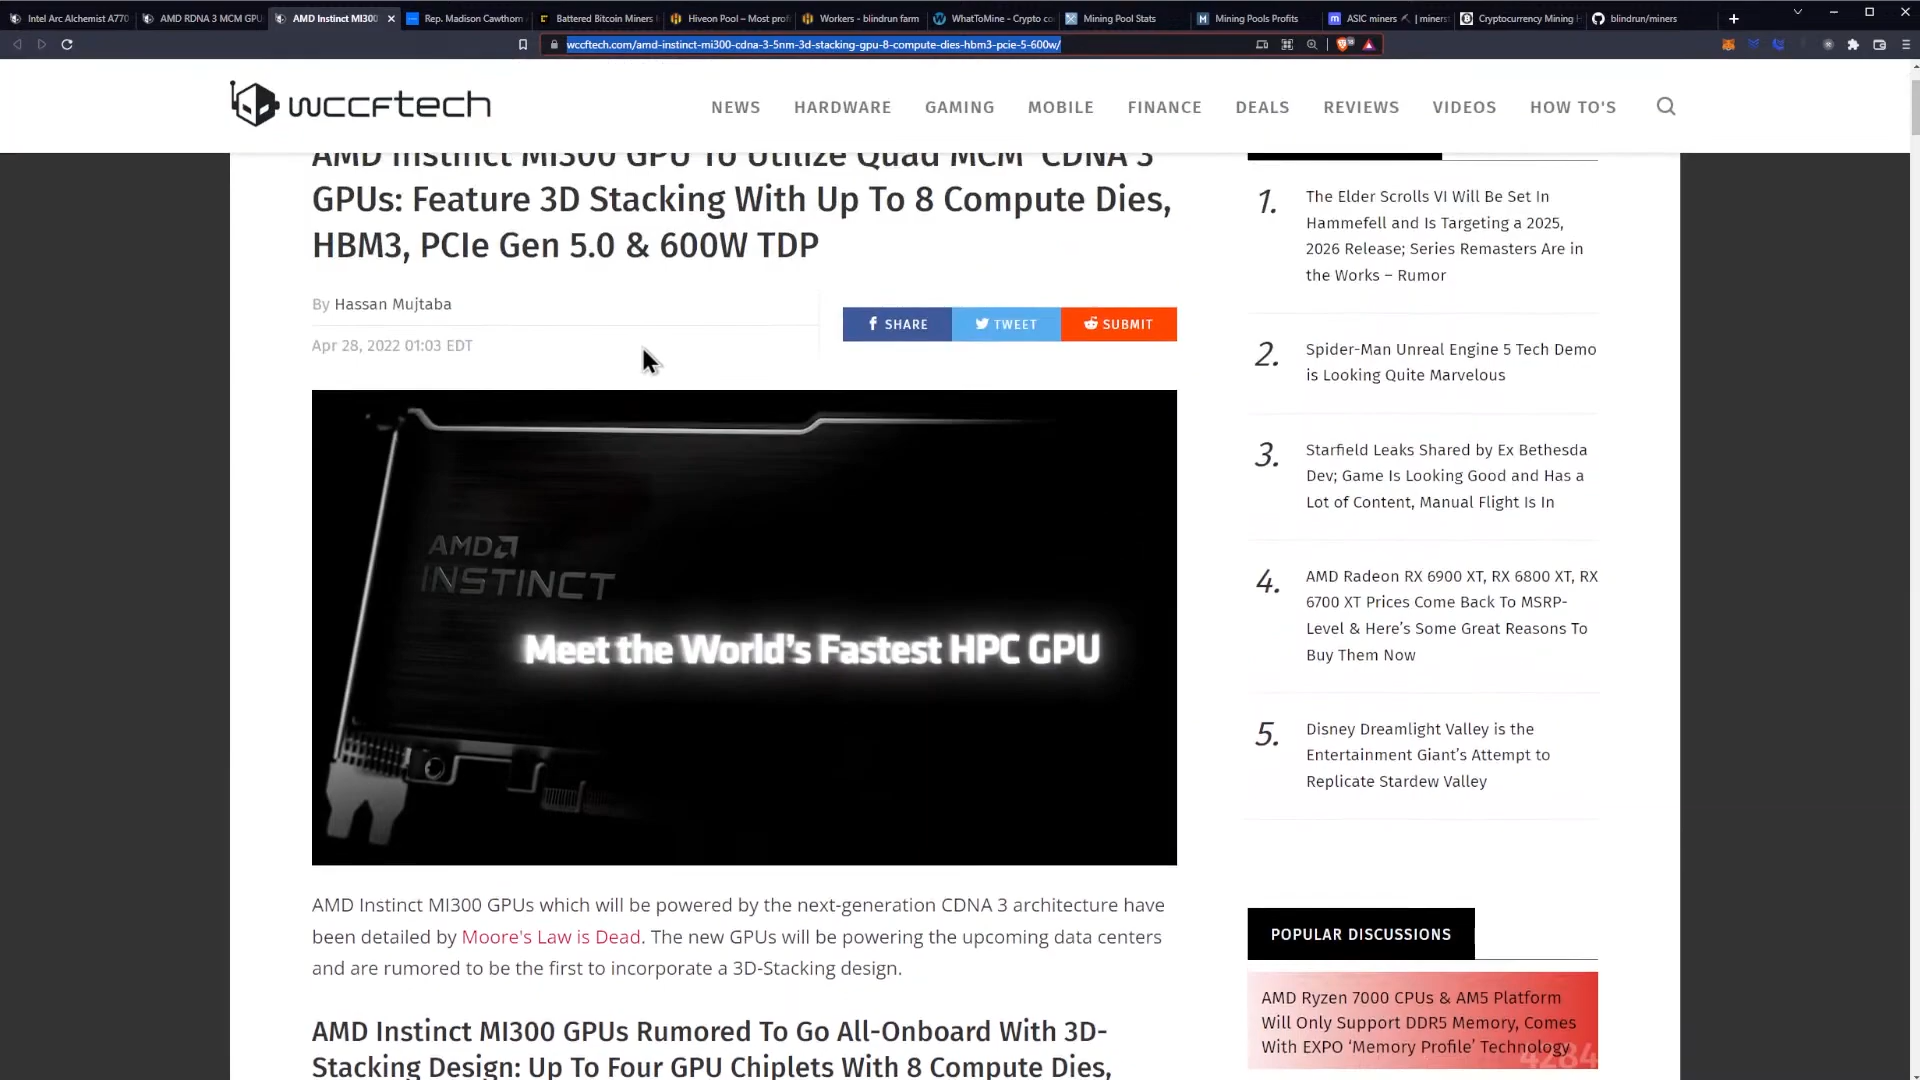 Intel Arc Alchemist A770
AMD RDNA 3 MCM GPU
AMD Instinct MI300
Rep. Madison Cawthorn
Battered Bitcoin Miners
Hiveon Pool – Most prof
Workers - blindrun farm
WhatToMine - Crypto co
Mining Pool Stats
Mining Pools Profits
ASIC miners
Cryptocurrency Mining
blindrun/miners
wccftech.com/amd-instinct-mi300-cdna-3-5nm-3d-stacking-gpu-8-compute-dies-hbm3-pcie-5-600w/
wccftech
NEWS HARDWARE GAMING MOBILE FINANCE DEALS REVIEWS VIDEOS HOW TO'S
AMD Instinct MI300 GPU To Utilize Quad MCM CDNA 3
GPUs: Feature 3D Stacking With Up To 8 Compute Dies,
HBM3, PCIe Gen 5.0 & 600W TDP
By Hassan Mujtaba
Apr 28, 2022 01:03 EDT
SHARE TWEET SUBMIT
AMD
INSTINCT
Meet the World's Fastest HPC GPU
AMD Instinct MI300 GPUs which will be powered by the next-generation CDNA 3 architecture have
been detailed by Moore's Law is Dead. The new GPUs will be powering the upcoming data centers
and are rumored to be the first to incorporate a 3D-Stacking design.
AMD Instinct MI300 GPUs Rumored To Go All-Onboard With 3D-
Stacking Design: Up To Four GPU Chiplets With 8 Compute Dies,
1. The Elder Scrolls VI Will Be Set In
Hammefell and Is Targeting a 2025,
2026 Release; Series Remasters Are in
the Works – Rumor
2. Spider-Man Unreal Engine 5 Tech Demo
is Looking Quite Marvelous
3. Starfield Leaks Shared by Ex Bethesda
Dev; Game Is Looking Good and Has a
Lot of Content, Manual Flight Is In
4. AMD Radeon RX 6900 XT, RX 6800 XT, RX
6700 XT Prices Come Back To MSRP-
Level & Here's Some Great Reasons To
Buy Them Now
5. Disney Dreamlight Valley is the
Entertainment Giant's Attempt to
Replicate Stardew Valley
POPULAR DISCUSSIONS
AMD Ryzen 7000 CPUs & AM5 Platform
Will Only Support DDR5 Memory, Comes
With EXPO 'Memory Profile' Technology
4284